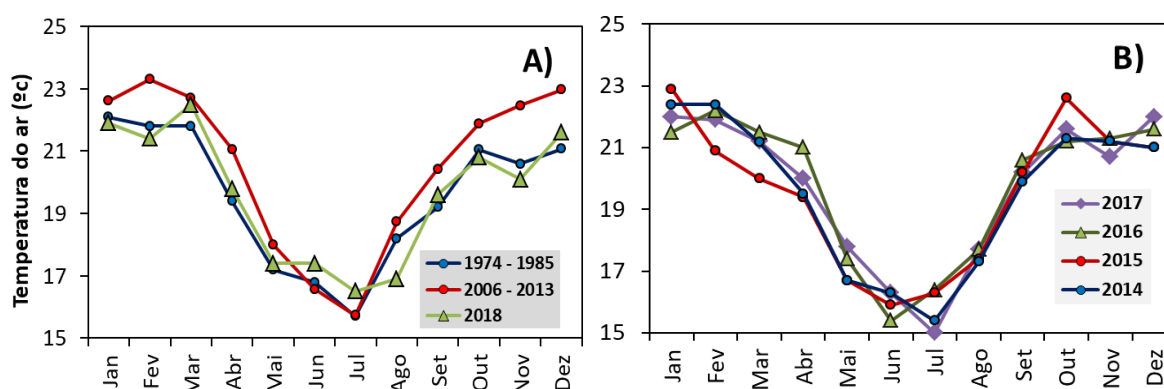 Temperatura do ar (ºc)
25
23
21
19
17
15
A)
1974 - 1985
2006 - 2013
2018
Jan
Fev
Mar
Abr
Mai
Jun
Jul
Ago
Set
Out
Nov
Dez
25
23
21
19
17
15
B)
2017
2016
2015
2014
Jan
Fev
Mar
Abr
Mai
Jun
Jul
Ago
Set
Out
Nov
Dez